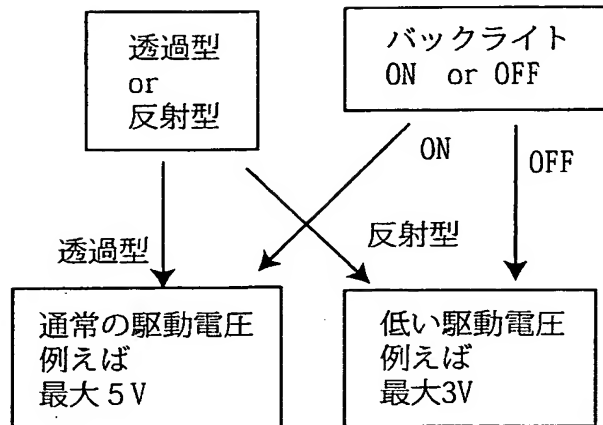 透過型
or
反射型
バックライト
ON or OFF
ON
OFF
透過型
反射型
通常の駆動電圧
例えば
最大５V
低い駆動電圧
例えば
最大3V